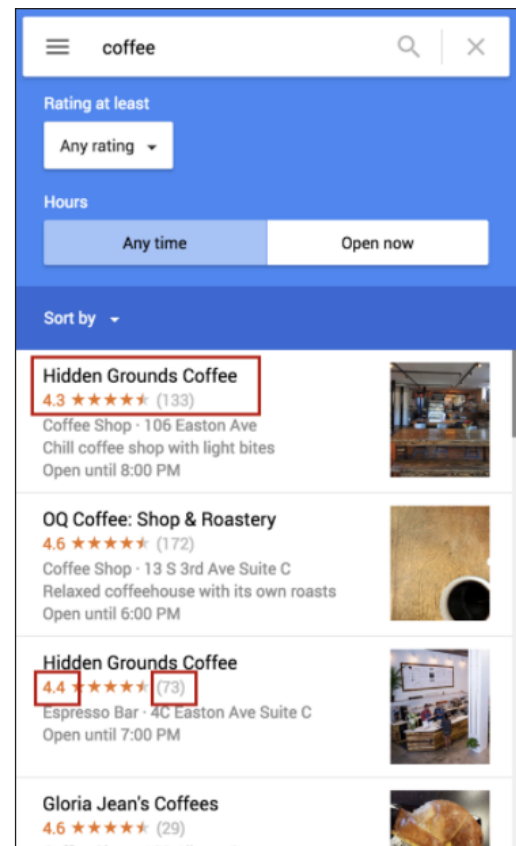 coffee
Rating at least
Any rating
Hours
Any time Open now
Sort by
Hidden Grounds Coffee
4.3 (133)
Coffee Shop · 106 Easton Ave
Chill coffee shop with light bites
Open until 8:00 PM
OQ Coffee: Shop & Roastery
4.6 (172)
Coffee Shop · 13 S 3rd Ave Suite C
Relaxed coffeehouse with its own roasts
Open until 6:00 PM
Hidden Grounds Coffee
4.4 (73)
Espresso Bar · 4C Easton Ave Suite C
Open until 7:00 PM
Gloria Jean's Coffees
4.6 (29)